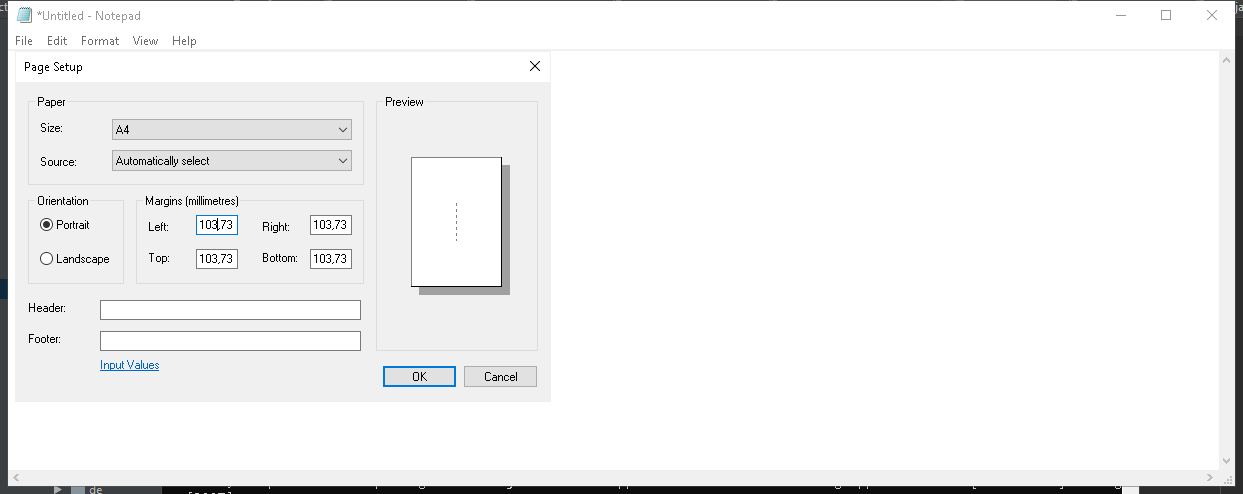 *Untitled - Notepad
File Edit Format View Help
Page Setup
Paper
Size: A4
Source: Automatically select
Preview
Orientation
Portrait
Landscape
Margins (millimetres)
Left: 103,73 Right: 103,73
Top: 103,73 Bottom: 103,73
Header:
Footer:
Input Values
OK Cancel
de